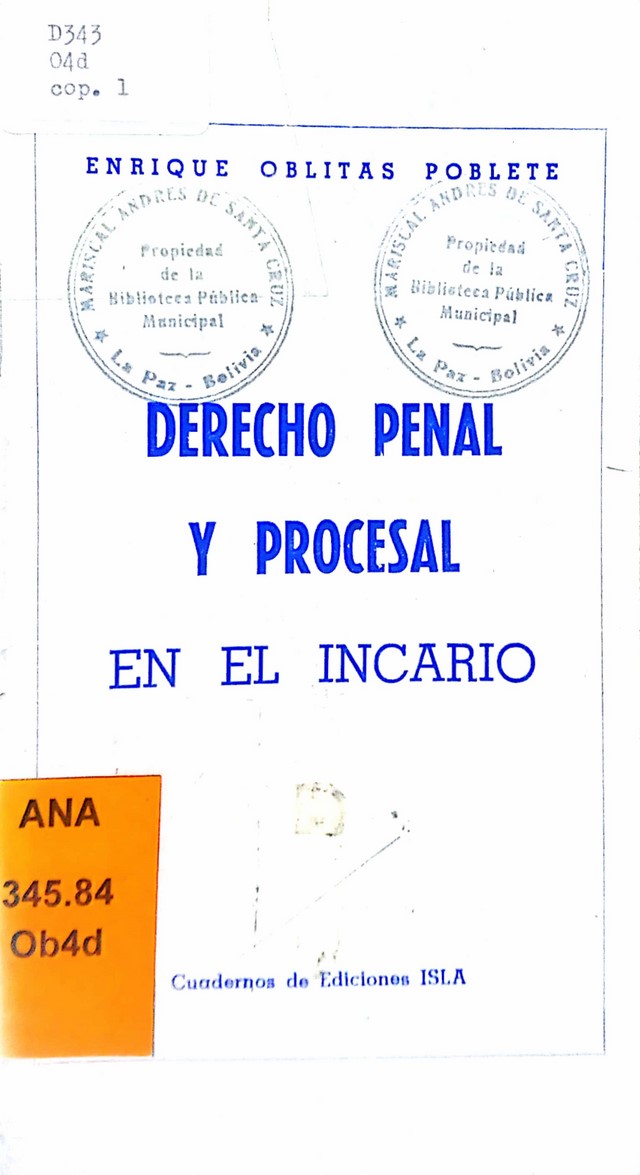 D343
O4d
cop. 1
ENRIQUE OBLITAS POBLETE
MARISCAL ANDRES DE SANTA CRUZ
Propiedad
de la
Biblioteca Pública
Municipal
La Paz - Bolivia
MARISCAL ANDRES DE SANTA CRUZ
Propiedad
de la
Biblioteca Pública
Municipal
La Paz - Bolivia
DERECHO PENAL
Y PROCESAL
EN EL INCARIO
ANA
345.84
Ob4d
Cuadernos de Ediciones ISLA